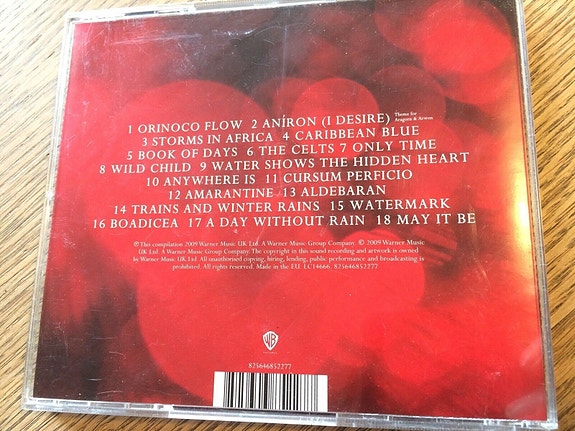 1 ORINOCO FLOW 2 ANÍRON (I DESIRE) Theme for Aragorn & Arwen
3 STORMS IN AFRICA 4 CARIBBEAN BLUE
5 BOOK OF DAYS 6 THE CELTS 7 ONLY TIME
8 WILD CHILD 9 WATER SHOWS THE HIDDEN HEART
10 ANYWHERE IS 11 CURSUM PERFICIO
12 AMARANTINE 13 ALDEBARAN
14 TRAINS AND WINTER RAINS 15 WATERMARK
16 BOADICEA 17 A DAY WITHOUT RAIN 18 MAY IT BE
℗ This compilation 2009 Warner Music UK Ltd. A Warner Music Group Company. © 2009 Warner Music
UK Ltd. A Warner Music Group Company. The copyright in this sound recording and artwork is owned
by Warner Music UK Ltd. All unauthorised copying, hiring, lending, public performance and broadcasting is
prohibited. All rights reserved. Made in the EU. LC14666. 825646852277
WB
825646852277